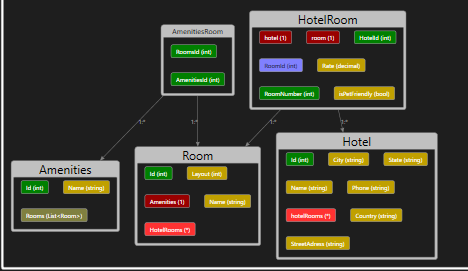 AmenitiesRoom
RoomsId (int)
AmenitiesId (int)
HotelRoom
hotel (1) room (1) HotelId (int)
RoomId (int) Rate (decimal)
RoomNumber (int) isPetFriendly (bool)
1:* 1:* 1:* 1:*
Amenities
Id (int) Name (string)
Rooms (List<Room>)
Room
Id (int) Layout (int)
Amenities (1) Name (string)
HotelRooms (*)
Hotel
Id (int) City (string) State (string)
Name (string) Phone (string)
hotelRooms (*) Country (string)
StreetAdress (string)